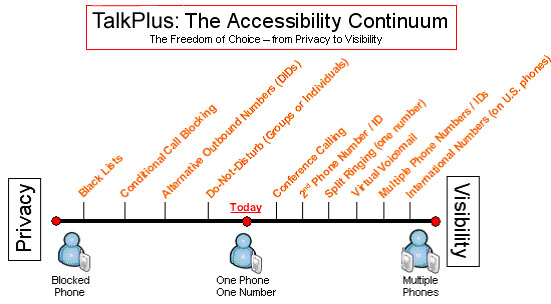 TalkPlus: The Accessibility Continuum
The Freedom of Choice – from Privacy to Visibility
Black Lists
Conditional Call Blocking
Alternative Outbound Numbers (DIDs)
Do-Not-Disturb (Groups or Individuals)
Conference Calling
2nd Phone Number / ID
Split Ringing (one number)
Virtual Voicemail
Multiple Phone Numbers / IDs
International Numbers (on U.S. phones)
Privacy
Today
Visibility
Blocked
Phone
One Phone
One Number
Multiple
Phones